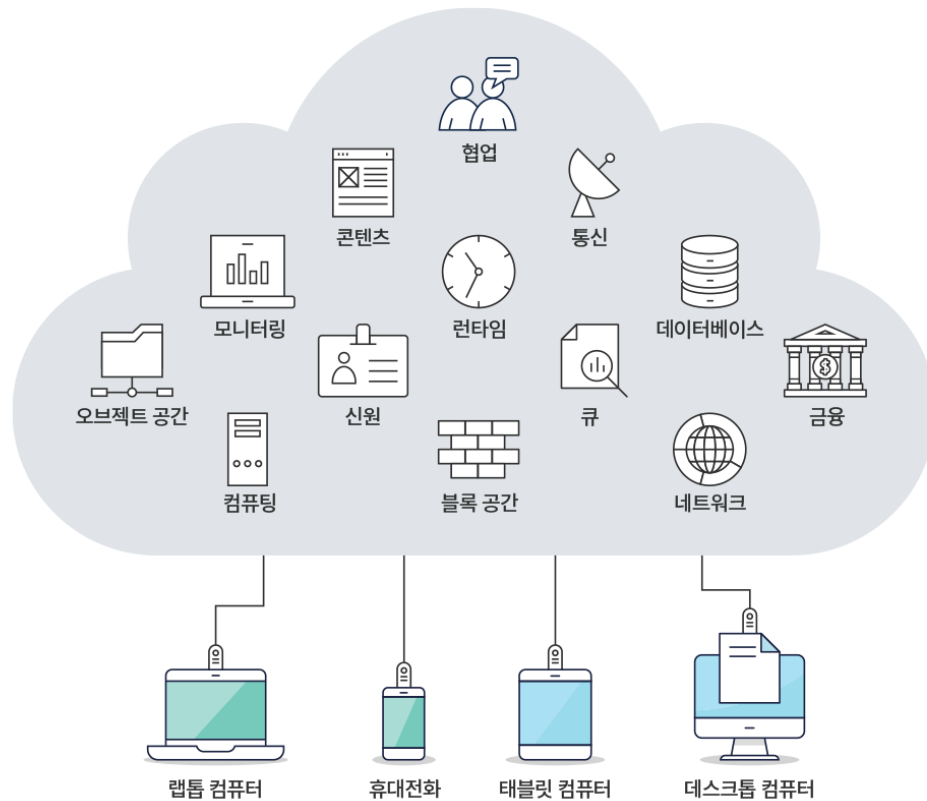 협업
콘텐츠
통신
모니터링
런타임
데이터베이스
오브젝트 공간
신원
큐
금융
컴퓨팅
블록 공간
네트워크
랩톱 컴퓨터
휴대전화
태블릿 컴퓨터
데스크톱 컴퓨터